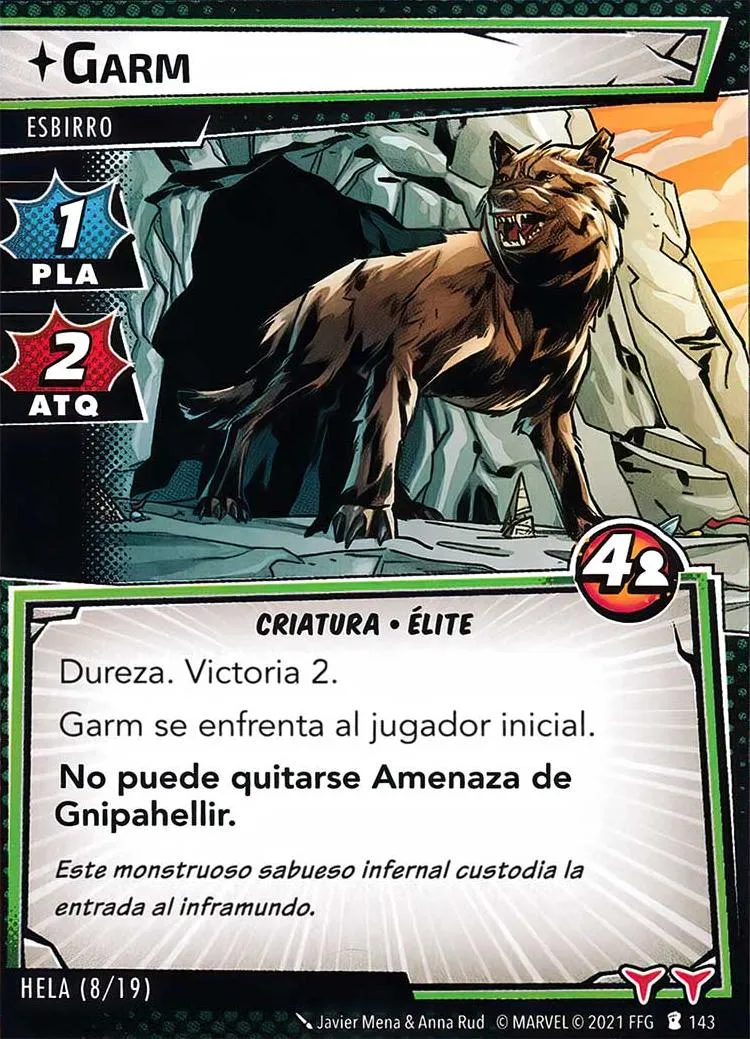 GARM
ESBIRRO
1
PLA
2
ATQ
4
CRIATURA • ÉLITE
Dureza. Victoria 2.
Garm se enfrenta al jugador inicial.
No puede quitarse Amenaza de
Gnipahellir.
Este monstruoso sabueso infernal custodia la
entrada al inframundo.
HELA (8/19)
Javier Mena & Anna Rud © MARVEL © 2021 FFG 143